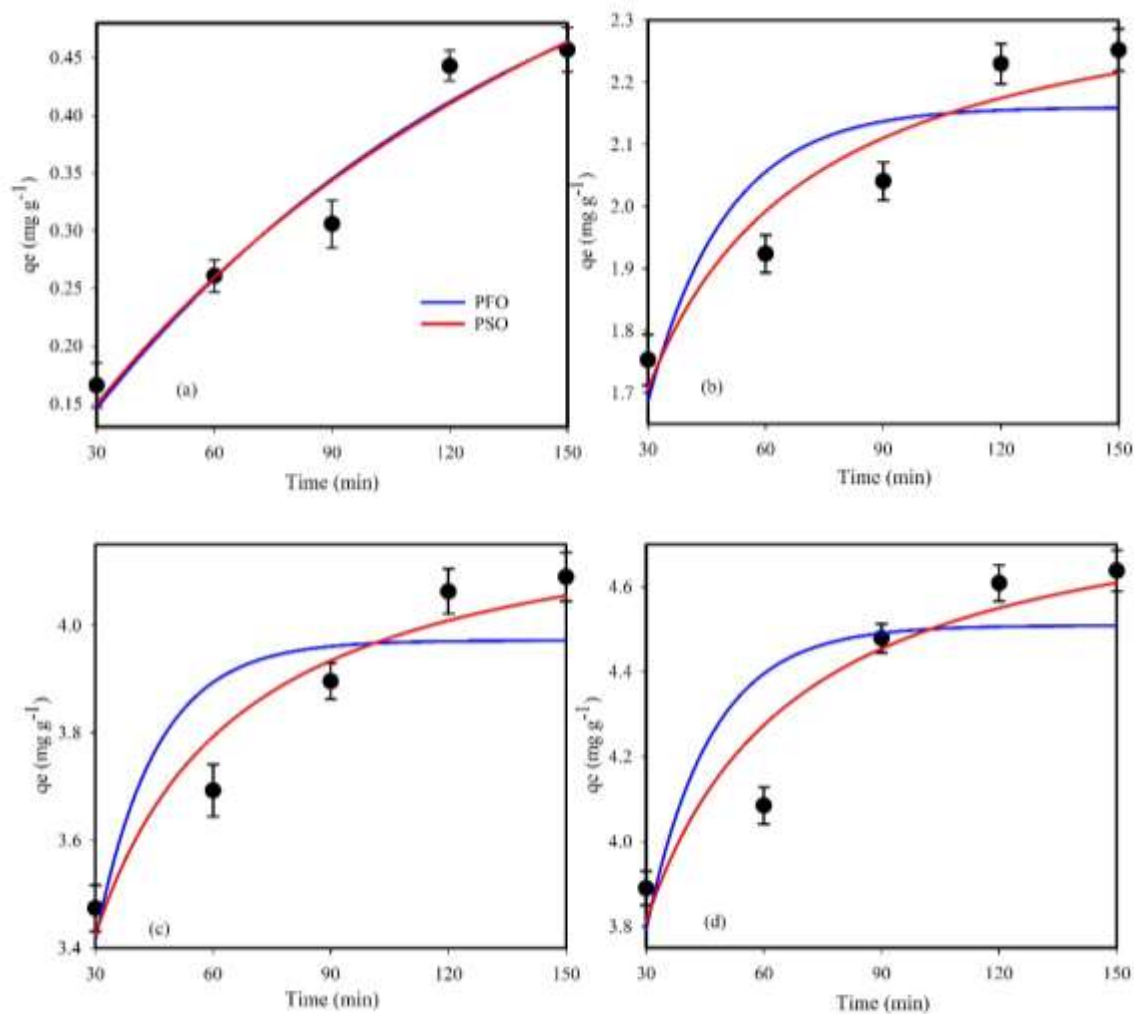 0.45
0.40
0.35
0.30
0.25
0.20
0.15
qe (mg g⁻¹)
PFO
PSO
(a)
30 60 90 120 150
Time (min)
2.3
2.2
2.1
2.0
1.9
1.8
1.7
qe (mg g⁻¹)
(b)
30 60 90 120 150
Time (min)
4.0
3.8
3.6
3.4
qe (mg g⁻¹)
(c)
30 60 90 120 150
Time (min)
4.6
4.4
4.2
4.0
3.8
qe (mg g⁻¹)
(d)
30 60 90 120 150
Time (min)